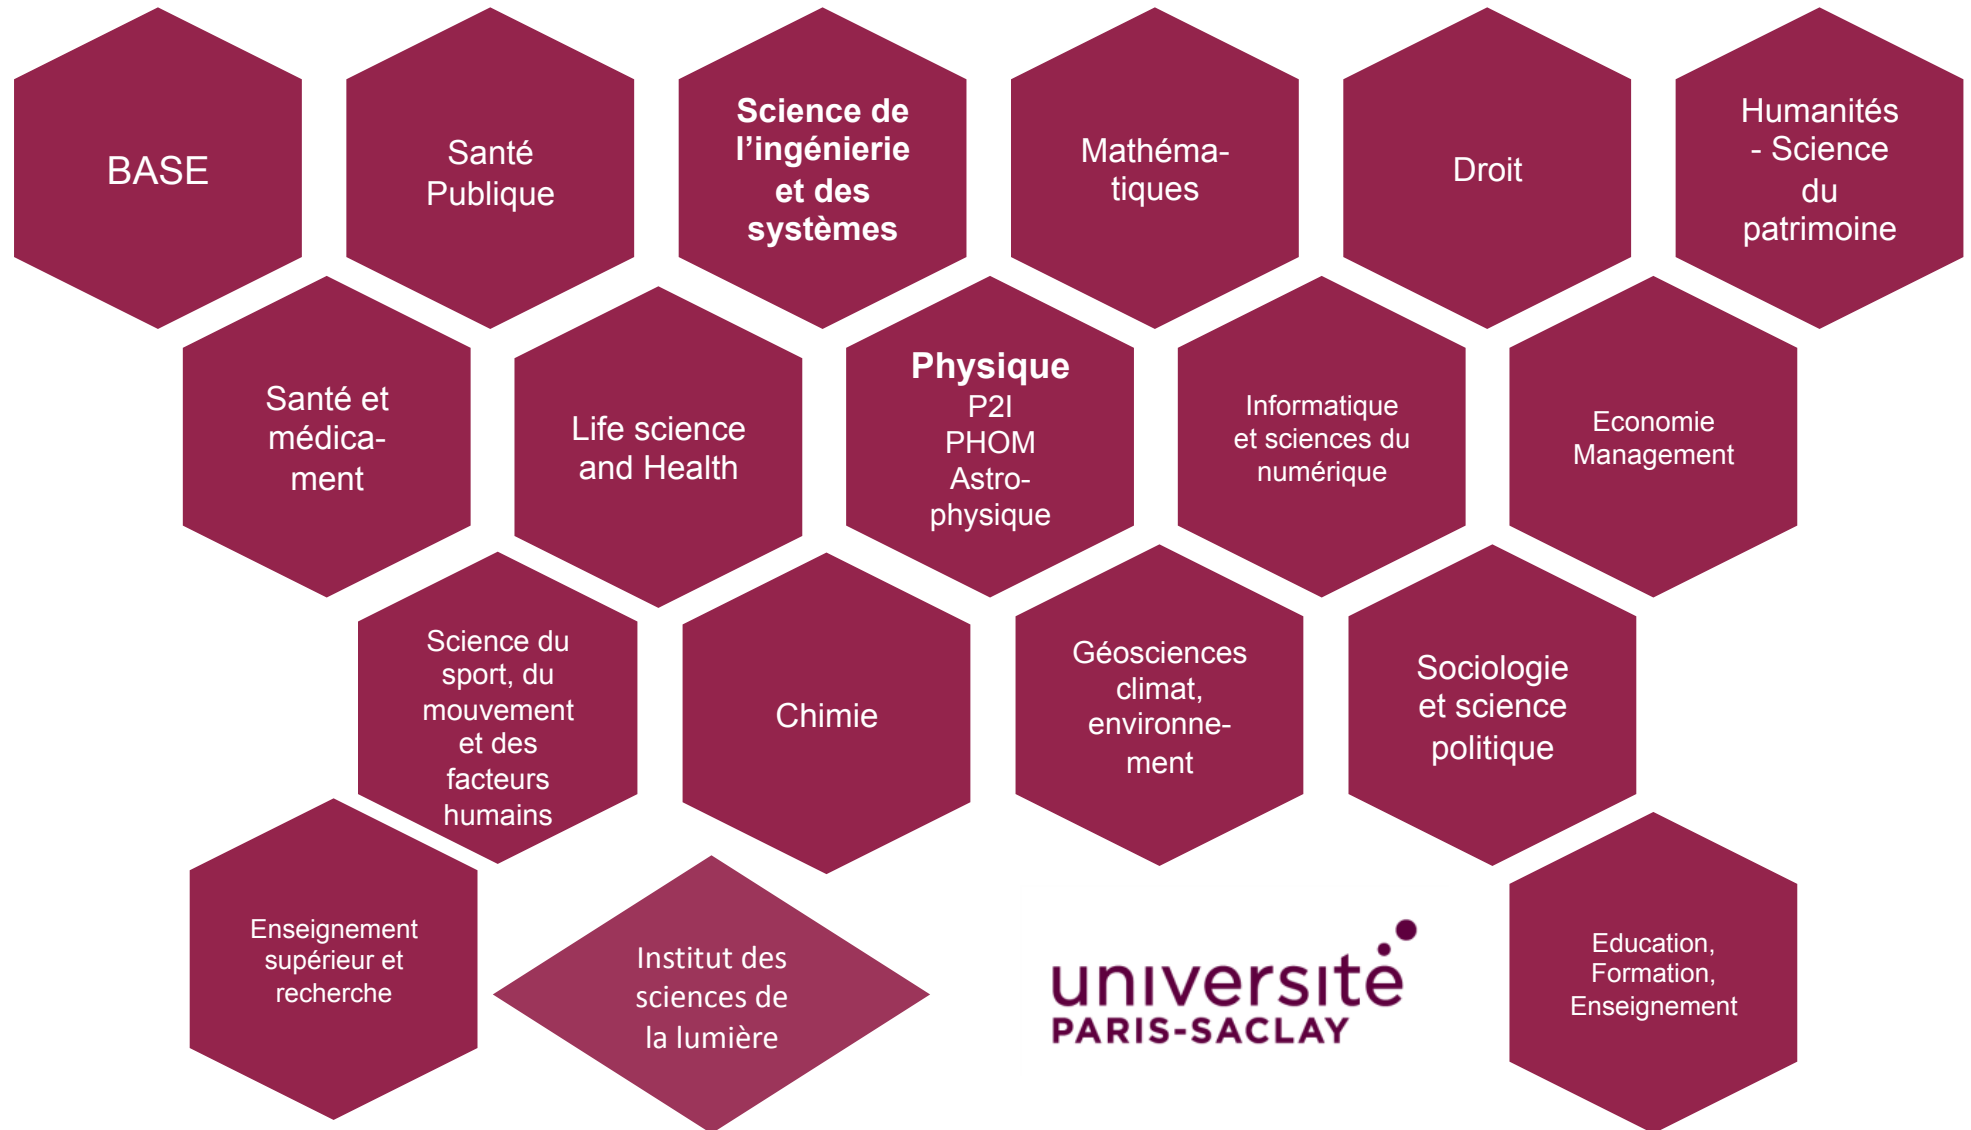 BASE
Santé
Publique
Science de
l’ingénierie
et des
systèmes
Mathéma-
tiques
Droit
Humanités
- Science
du
patrimoine
Santé et
médica-
ment
Life science
and Health
Physique
P2I
PHOM
Astro-
physique
Informatique
et sciences du
numérique
Economie
Management
Science du
sport, du
mouvement
et des
facteurs
humains
Chimie
Géosciences
climat,
environne-
ment
Sociologie
et science
politique
Enseignement
supérieur et
recherche
Institut des
sciences de
la lumière
université
PARIS-SACLAY
Education,
Formation,
Enseignement